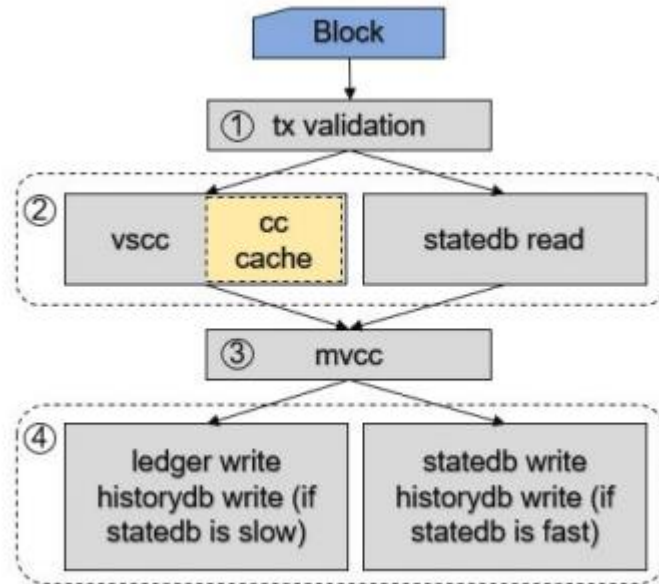 Block
① tx validation
②
vscc
cc
cache
statedb read
③ mvcc
④
ledger write
historydb write (if
statedb is slow)
statedb write
historydb write (if
statedb is fast)